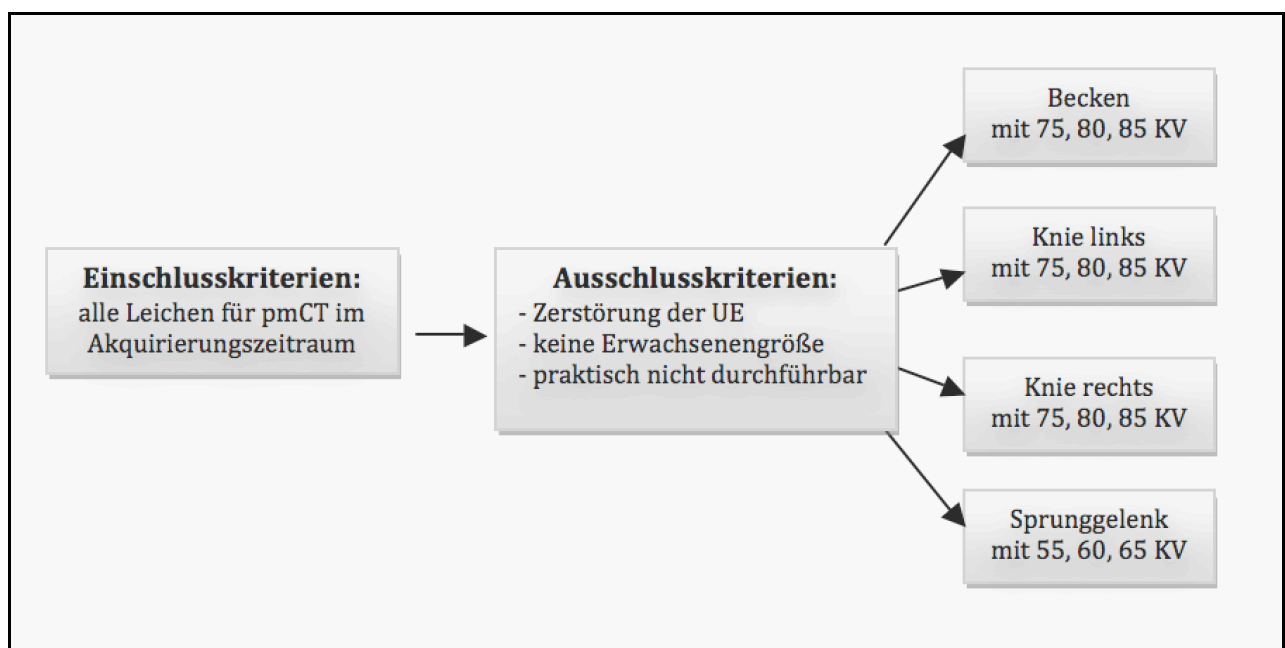 Einschlusskriterien:
alle Leichen für pmCT im
Akquirierungszeitraum
Ausschlusskriterien:
- Zerstörung der UE
- keine Erwachsenengröße
- praktisch nicht durchführbar
Becken
mit 75, 80, 85 KV
Knie links
mit 75, 80, 85 KV
Knie rechts
mit 75, 80, 85 KV
Sprunggelenk
mit 55, 60, 65 KV